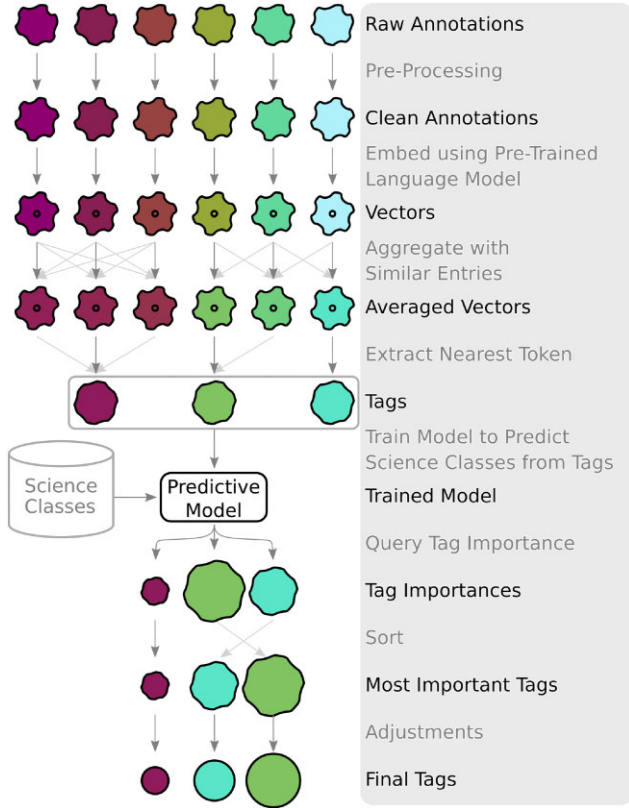 Raw Annotations
Pre-Processing
Clean Annotations
Embed using Pre-Trained
Language Model
Vectors
Aggregate with
Similar Entries
Averaged Vectors
Extract Nearest Token
Tags
Train Model to Predict
Science Classes from Tags
Science
Classes
Predictive
Model
Trained Model
Query Tag Importance
Tag Importances
Sort
Most Important Tags
Adjustments
Final Tags